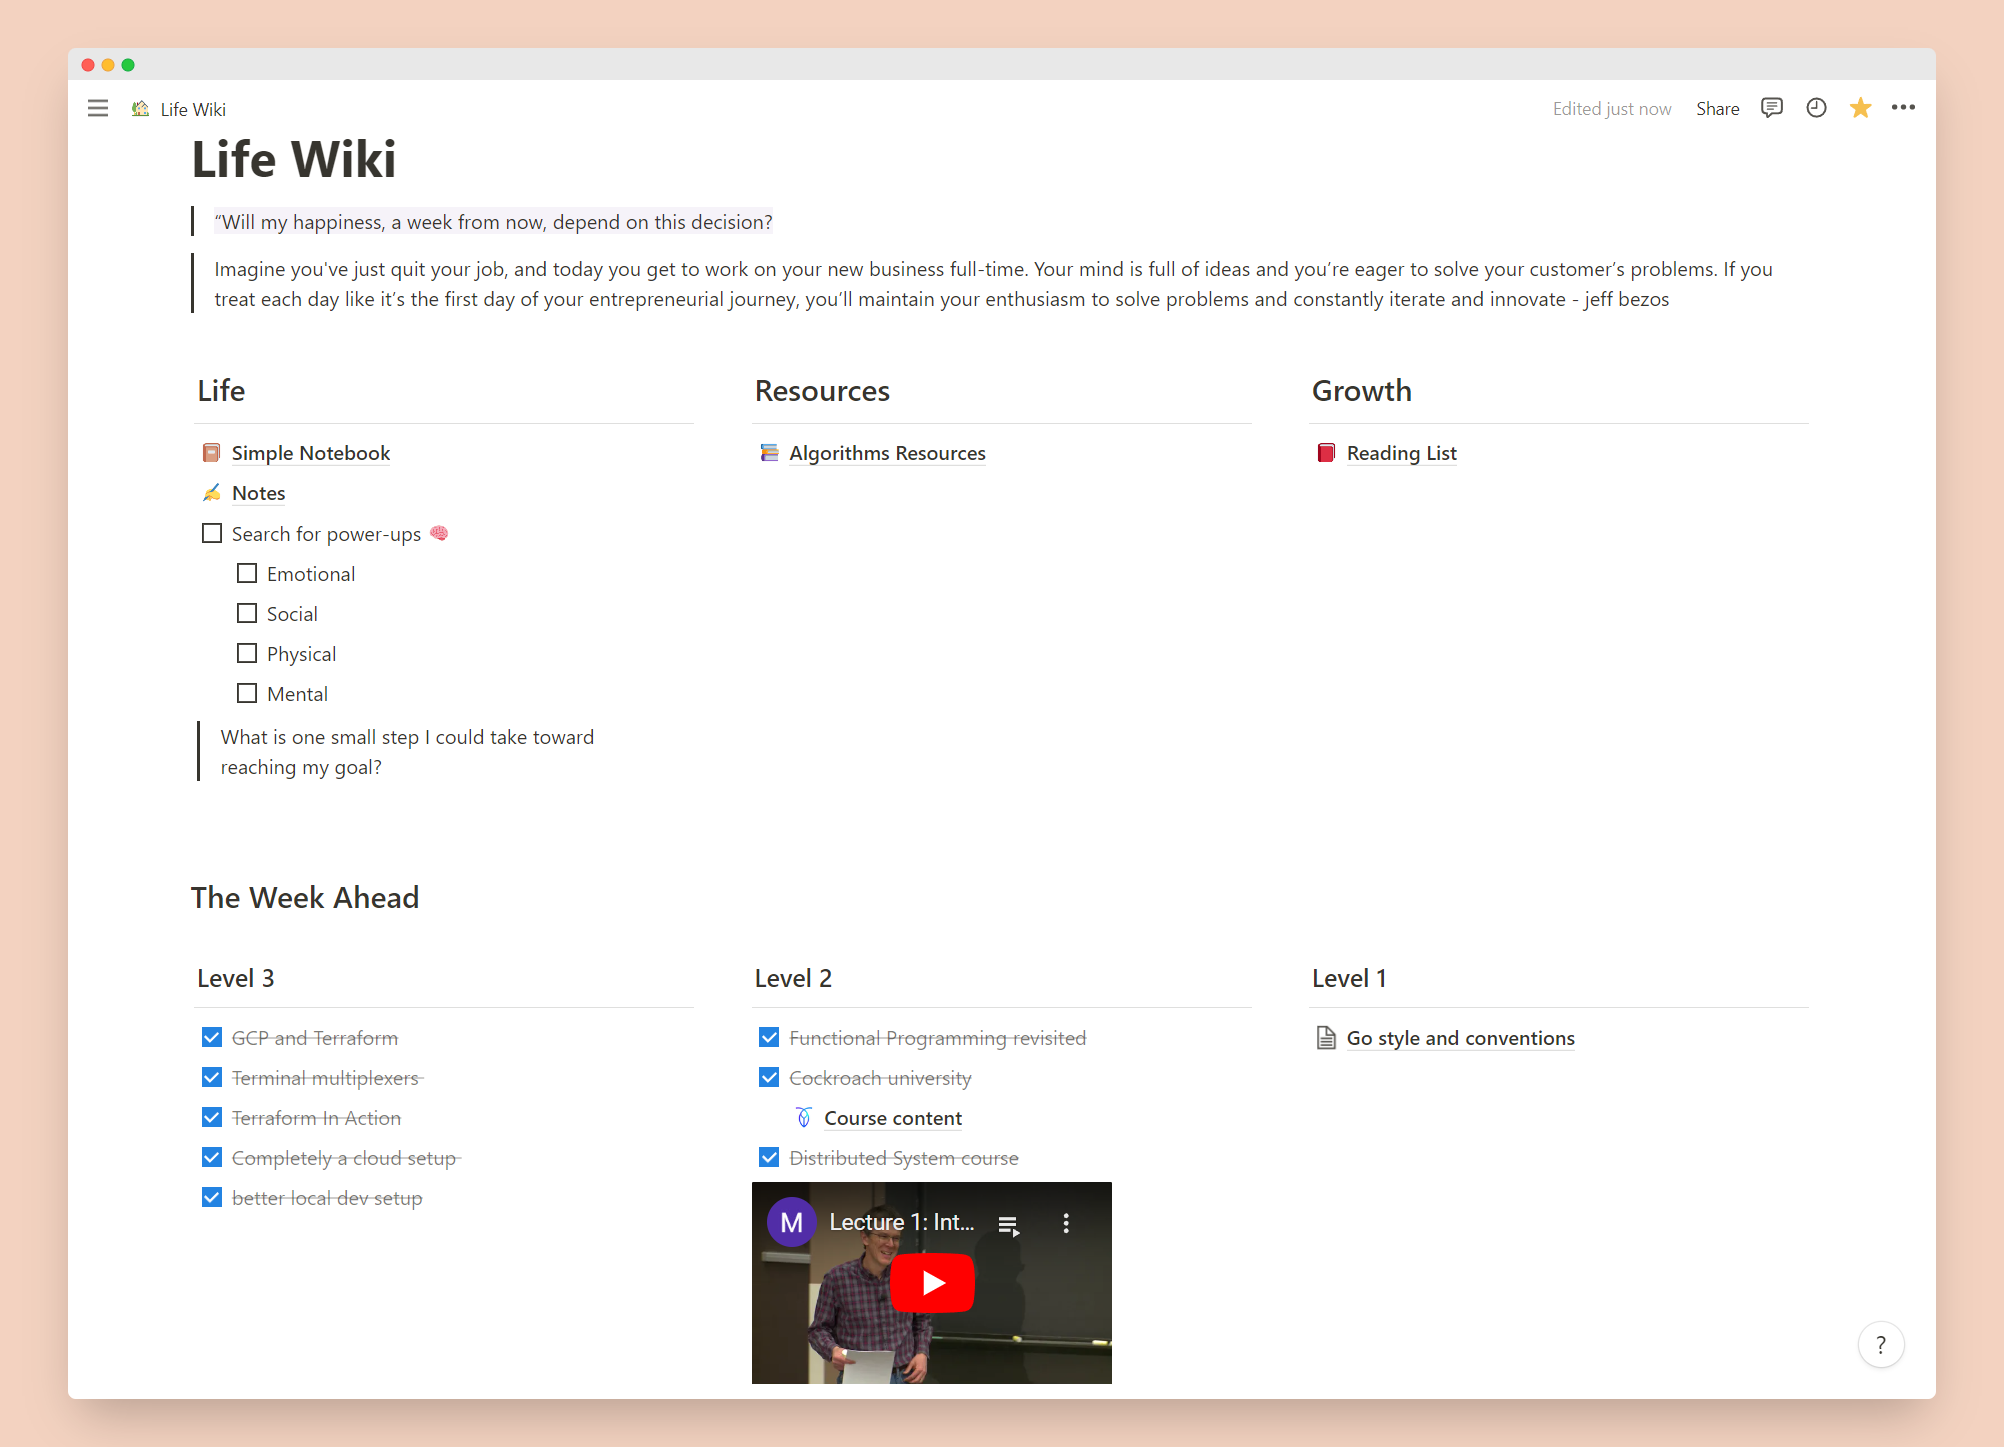 Life Wiki
Edited just now
Share
Life Wiki
“Will my happiness, a week from now, depend on this decision?
Imagine you've just quit your job, and today you get to work on your new business full-time. Your mind is full of ideas and you’re eager to solve your customer’s problems. If you
treat each day like it’s the first day of your entrepreneurial journey, you’ll maintain your enthusiasm to solve problems and constantly iterate and innovate - jeff bezos
Life
Simple Notebook
Notes
Search for power-ups
Emotional
Social
Physical
Mental
What is one small step I could take toward
reaching my goal?
Resources
Algorithms Resources
Growth
Reading List
The Week Ahead
Level 3
GCP and Terraform
Terminal multiplexers
Terraform In Action
Completely a cloud setup
better local dev setup
Level 2
Functional Programming revisited
Cockroach university
Course content
Distributed System course
M
Lecture 1: Int...
Level 1
Go style and conventions
?